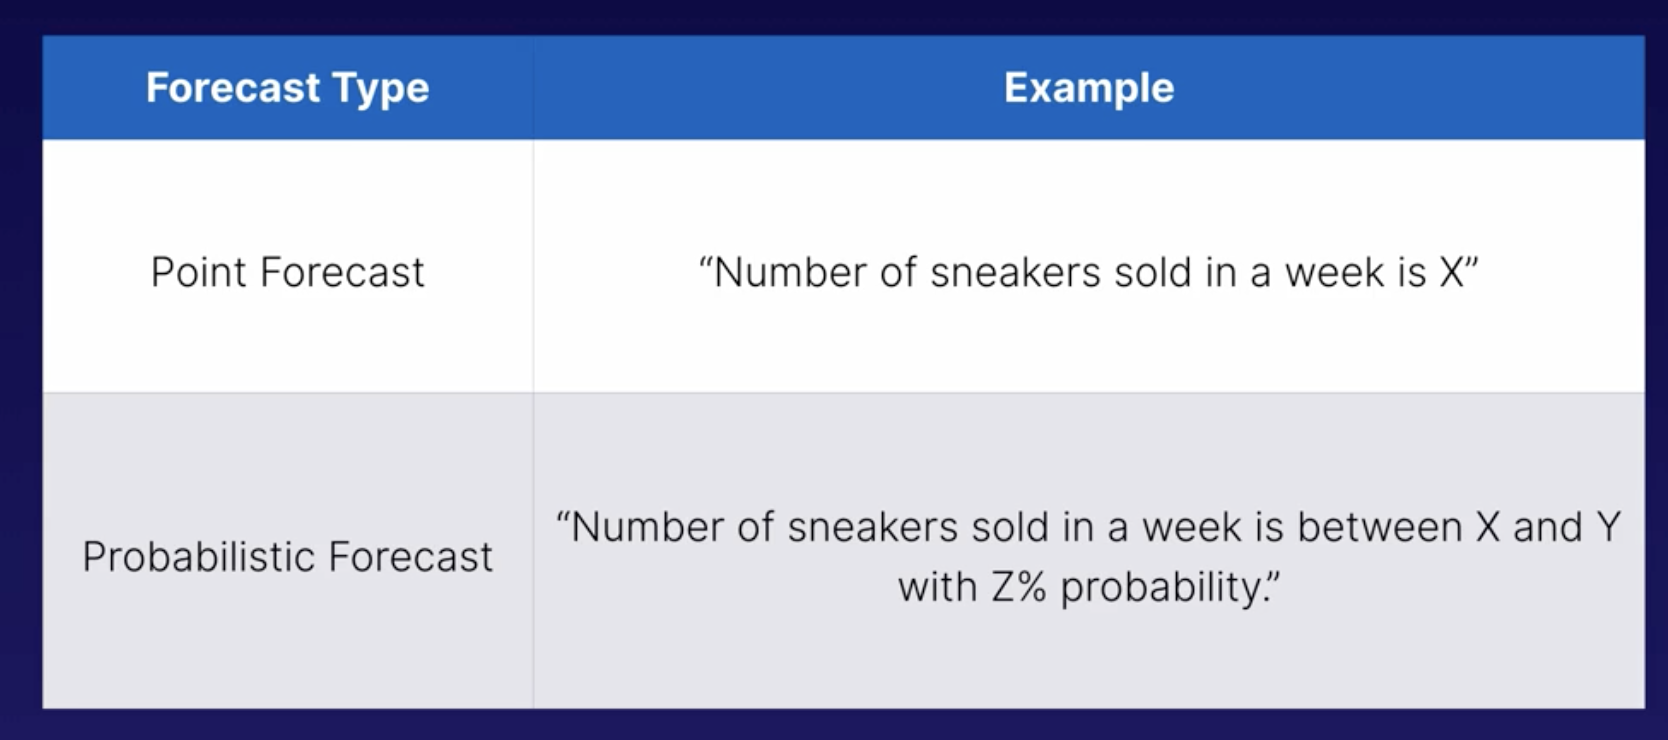 Forecast Type
Example
Point Forecast
“Number of sneakers sold in a week is X”
Probabilistic Forecast
“Number of sneakers sold in a week is between X and Y
with Z% probability.”